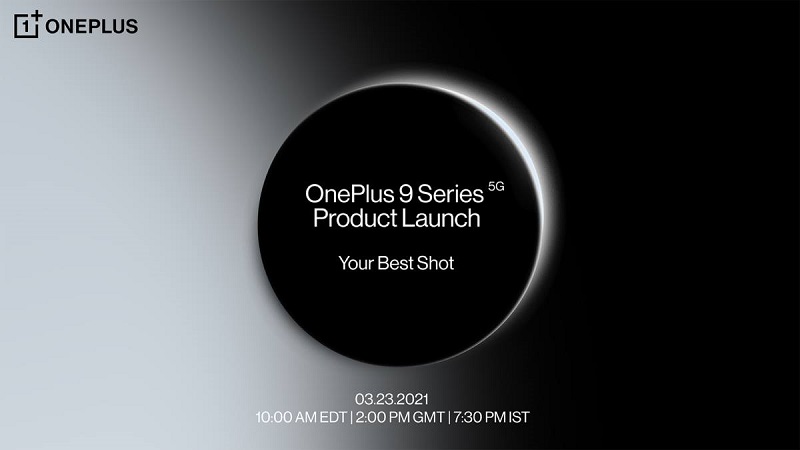 1+ ONEPLUS
OnePlus 9 Series 5G
Product Launch
Your Best Shot
03.23.2021
10:00 AM EDT | 2:00 PM GMT | 7:30 PM IST